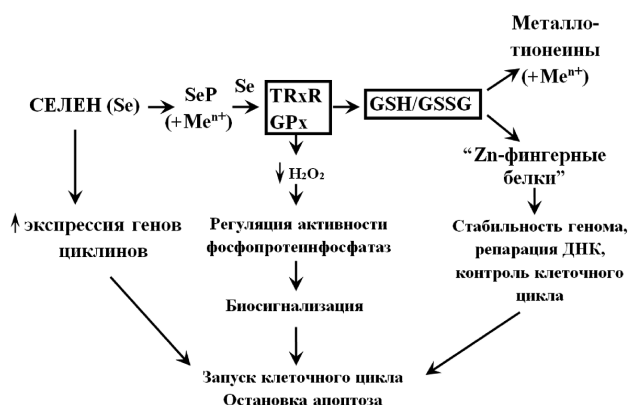 Металло-
тионеины
(+Meⁿ⁺)
СЕЛЕН (Se)
SeP
(+Meⁿ⁺)
Se
TRxR
GPx
GSH/GSSG
H₂O₂
“Zn-фингерные
белки”
экспрессия генов
циклинов
Регуляция активности
фосфопротеинфосфатаз
Стабильность генома,
репарация ДНК,
контроль клеточного
цикла
Биосигнализация
Запуск клеточного цикла
Остановка апоптоза